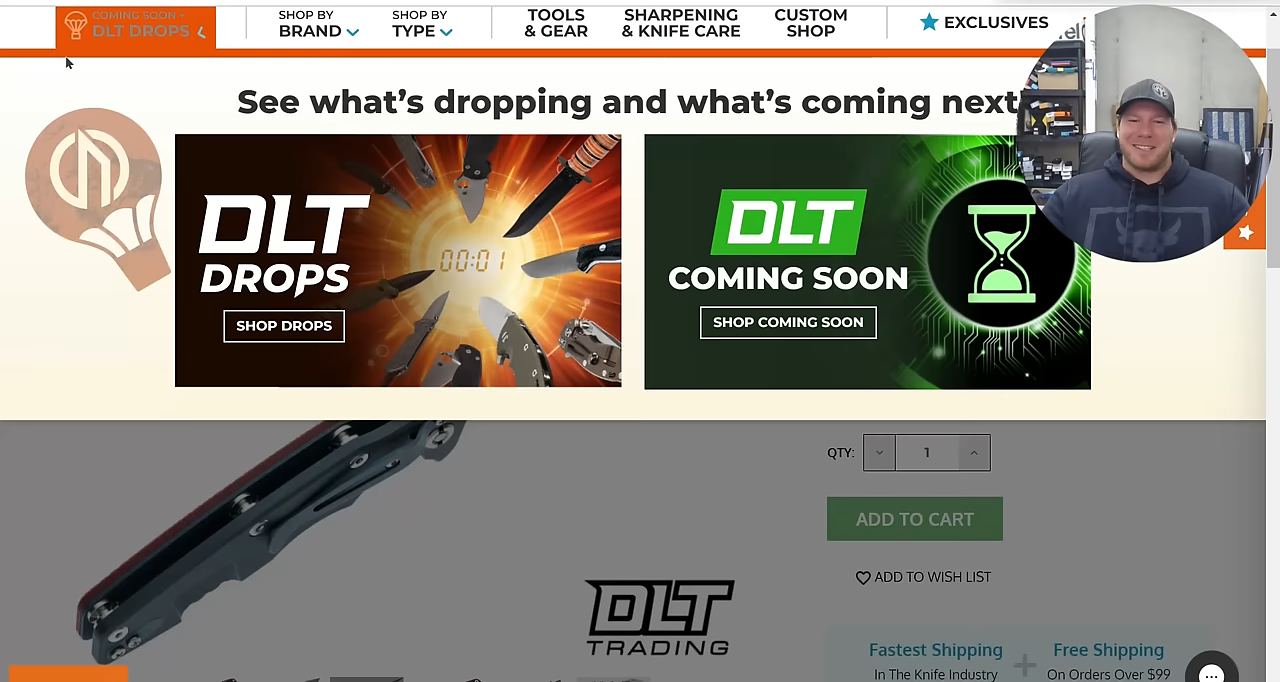 COMING SOON -
DLT DROPS
SHOP BY
BRAND
SHOP BY
TYPE
TOOLS
& GEAR
SHARPENING
& KNIFE CARE
CUSTOM
SHOP
EXCLUSIVES
See what's dropping and what's coming next
DLT
DROPS
00:01
SHOP DROPS
DLT
COMING SOON
SHOP COMING SOON
QTY:
1
ADD TO CART
ADD TO WISH LIST
DLT
TRADING
Fastest Shipping
In The Knife Industry
+
Free Shipping
On Orders Over $99